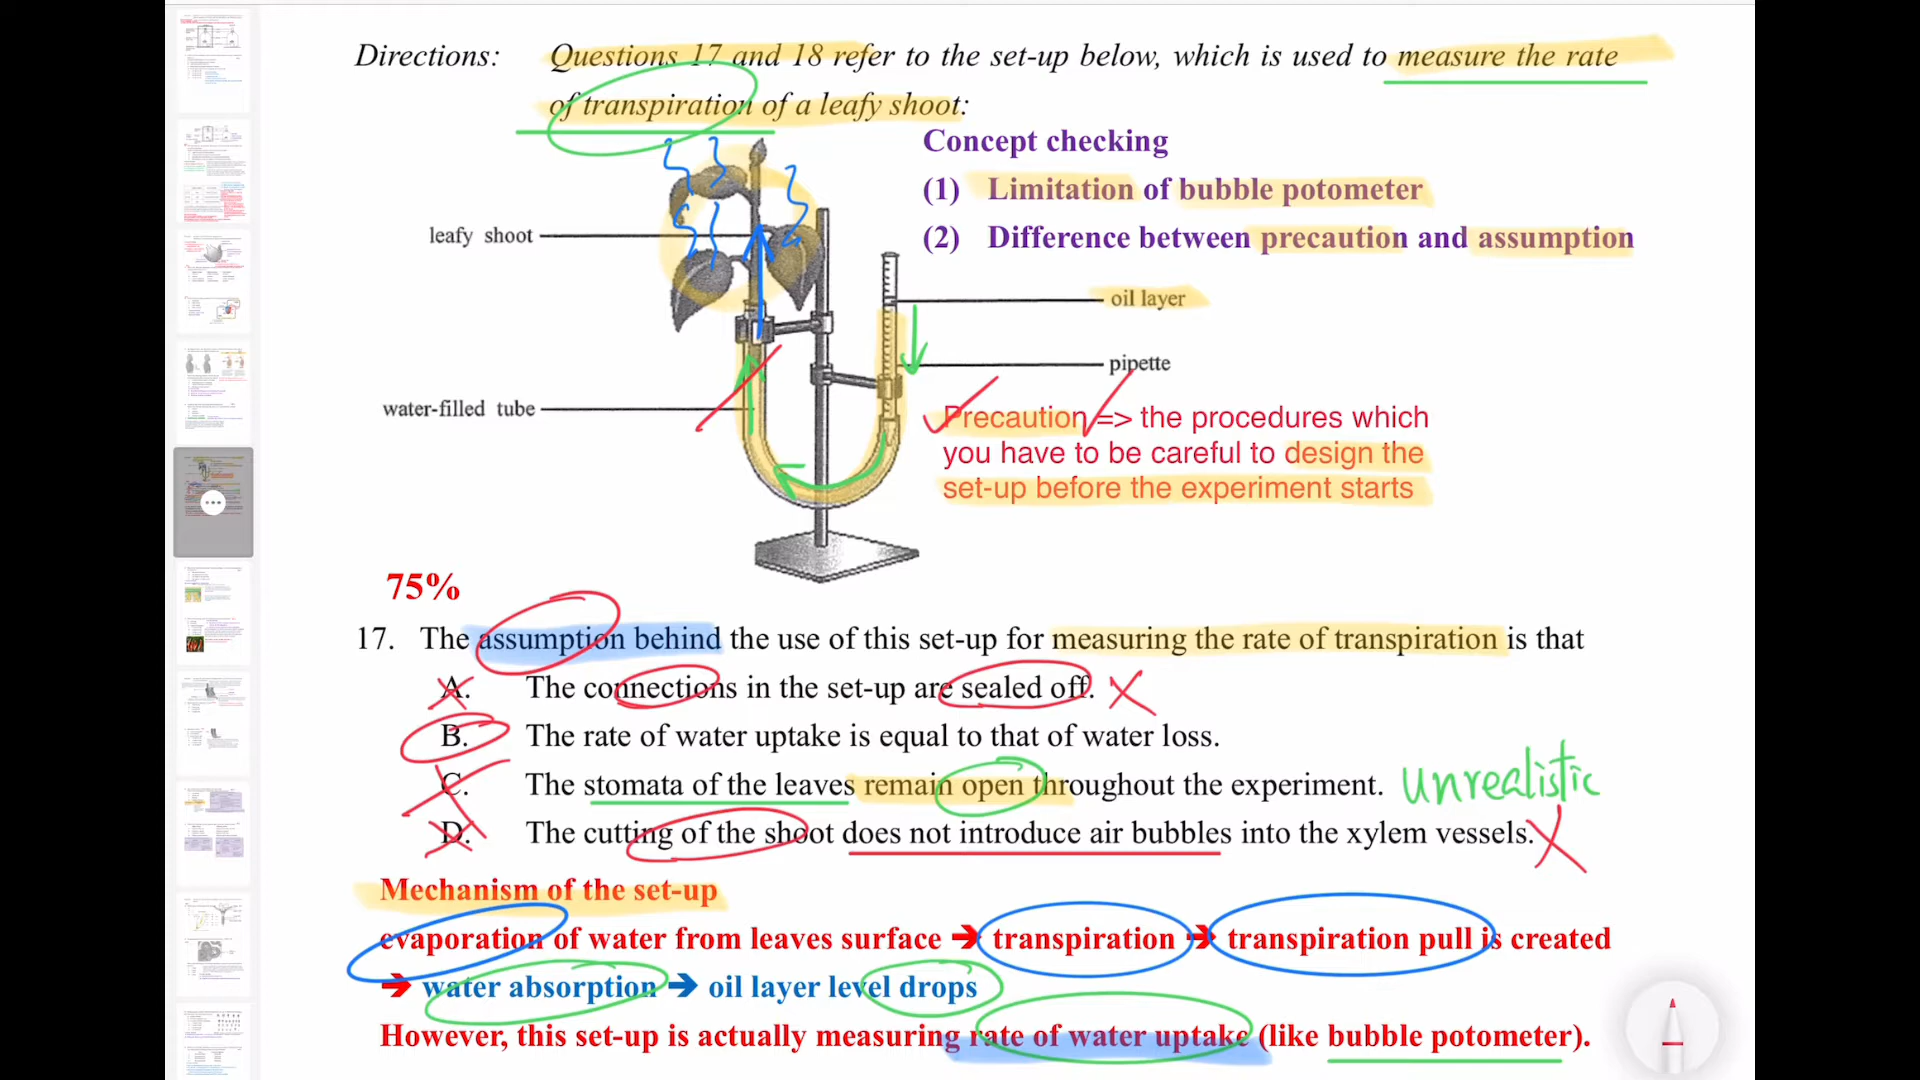 Directions: Questions 17 and 18 refer to the set-up below, which is used to measure the rate
of transpiration of a leafy shoot:
Concept checking
(1) Limitation of bubble potometer
(2) Difference between precaution and assumption
leafy shoot
oil layer
pipette
water-filled tube
Precaution => the procedures which
you have to be careful to design the
set-up before the experiment starts
75%
17. The assumption behind the use of this set-up for measuring the rate of transpiration is that
A. The connections in the set-up are sealed off.
B. The rate of water uptake is equal to that of water loss.
C. The stomata of the leaves remain open throughout the experiment. unrealistic
D. The cutting of the shoot does not introduce air bubbles into the xylem vessels.
Mechanism of the set-up
evaporation of water from leaves surface ➔ transpiration ➔ transpiration pull is created
➔ water absorption ➔ oil layer level drops
However, this set-up is actually measuring rate of water uptake (like bubble potometer).